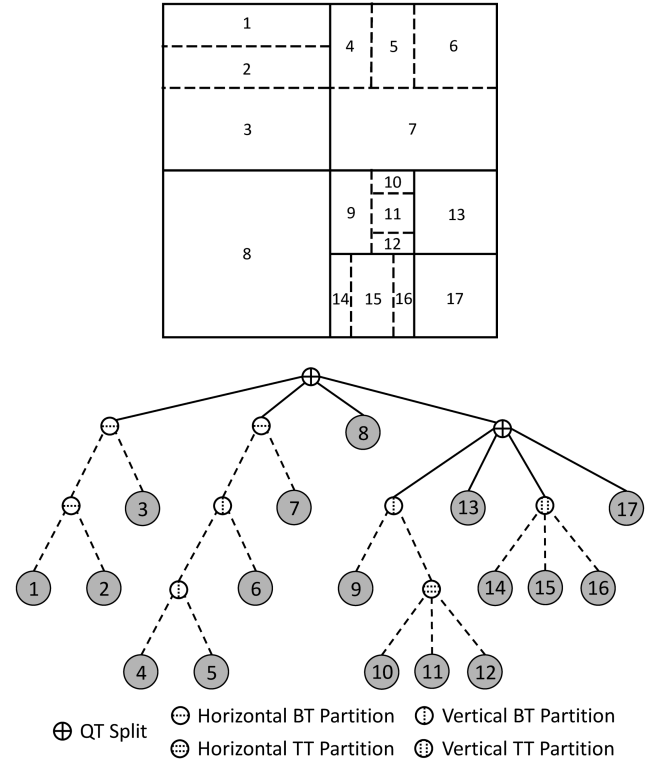 1
4 5 6
2
3 7
10
9 11 13
12
8
14 15 16 17
8
3 7 13 17
1 2 6 9 14 15 16
4 5 10 11 12
QT Split
Horizontal BT Partition
Vertical BT Partition
Horizontal TT Partition
Vertical TT Partition